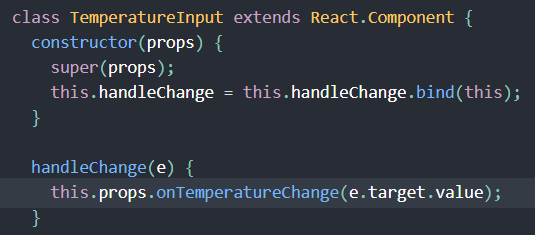 class TemperatureInput extends React.Component {
  constructor(props) {
    super(props);
    this.handleChange = this.handleChange.bind(this);
  }

  handleChange(e) {
    this.props.onTemperatureChange(e.target.value);
  }